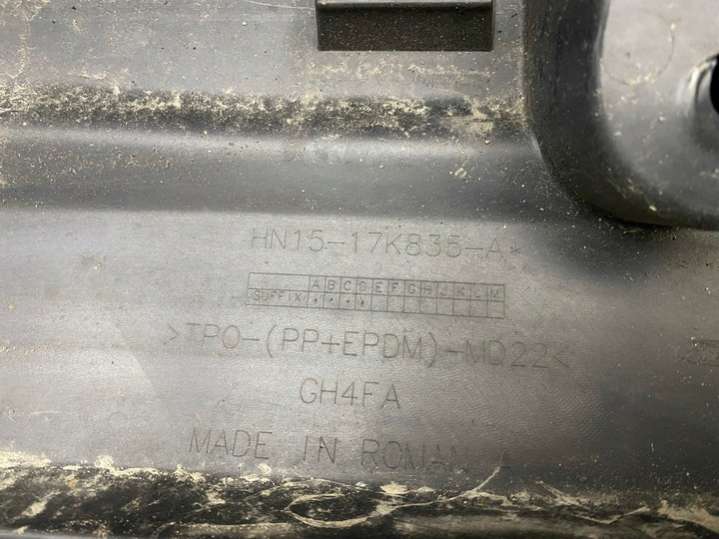 HN15-17K835-A*
A B C D E F G H J K L M
SUFFIX • • • •
>TPO-(PP+EPDM)-MD22<
GH4FA
MADE IN ROMANIA